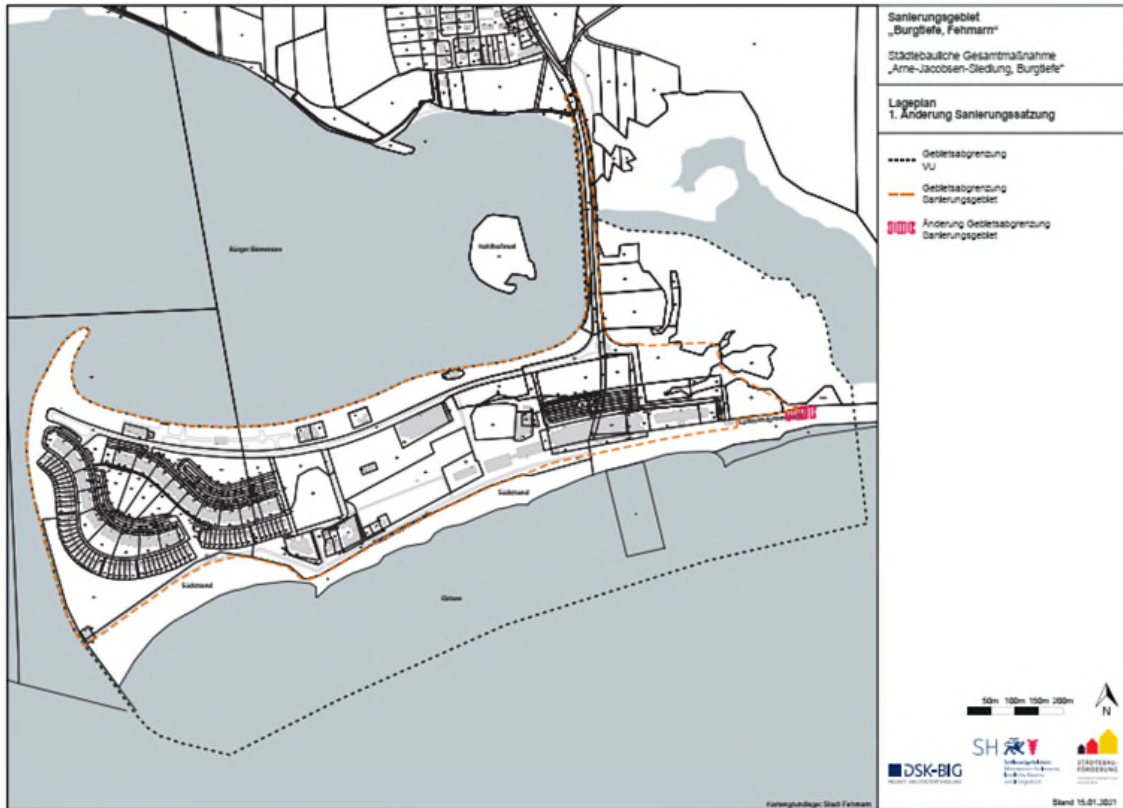 Sanierungsgebiet
„Burgtiefe, Fehmarn“
Städtebauliche Gesamtmaßnahme
„Arne-Jacobsen-Siedlung, Burgtiefe“
Lageplan
1. Änderung Sanierungssatzung
Gebietsabgrenzung
VU
Gebietsabgrenzung
Sanierungsgebiet
Änderung Gebietsabgrenzung
Sanierungsgebiet
Burger Binnensee
Südstrand
Südstrand
Ostsee
50m 100m 150m 200m
N
DSK-BIG
SH
STÄDTEBAU-
FÖRDERUNG
Kartengrundlage: Stadt Fehmarn
Stand 15.01.2021